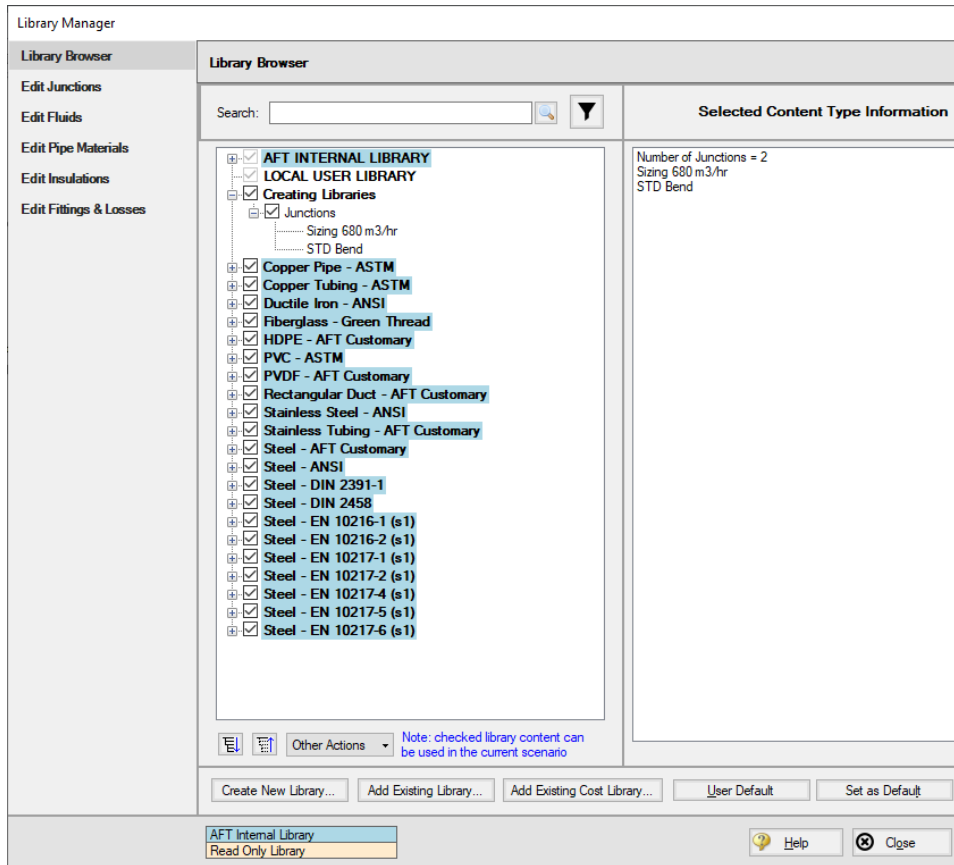 Library Manager
Library Browser
Edit Junctions
Edit Fluids
Edit Pipe Materials
Edit Insulations
Edit Fittings & Losses
Library Browser
Search:
AFT INTERNAL LIBRARY
LOCAL USER LIBRARY
Creating Libraries
Junctions
Sizing 680 m3/hr
STD Bend
Copper Pipe - ASTM
Copper Tubing - ASTM
Ductile Iron - ANSI
Fiberglass - Green Thread
HDPE - AFT Customary
PVC - ASTM
PVDF - AFT Customary
Rectangular Duct - AFT Customary
Stainless Steel - ANSI
Stainless Tubing - AFT Customary
Steel - AFT Customary
Steel - ANSI
Steel - DIN 2391-1
Steel - DIN 2458
Steel - EN 10216-1 (s1)
Steel - EN 10216-2 (s1)
Steel - EN 10217-1 (s1)
Steel - EN 10217-2 (s1)
Steel - EN 10217-4 (s1)
Steel - EN 10217-5 (s1)
Steel - EN 10217-6 (s1)
Other Actions
Note: checked library content can
be used in the current scenario
Selected Content Type Information
Number of Junctions = 2
Sizing 680 m3/hr
STD Bend
Create New Library...
Add Existing Library...
Add Existing Cost Library...
User Default
Set as Default
AFT Internal Library
Read Only Library
Help
Close